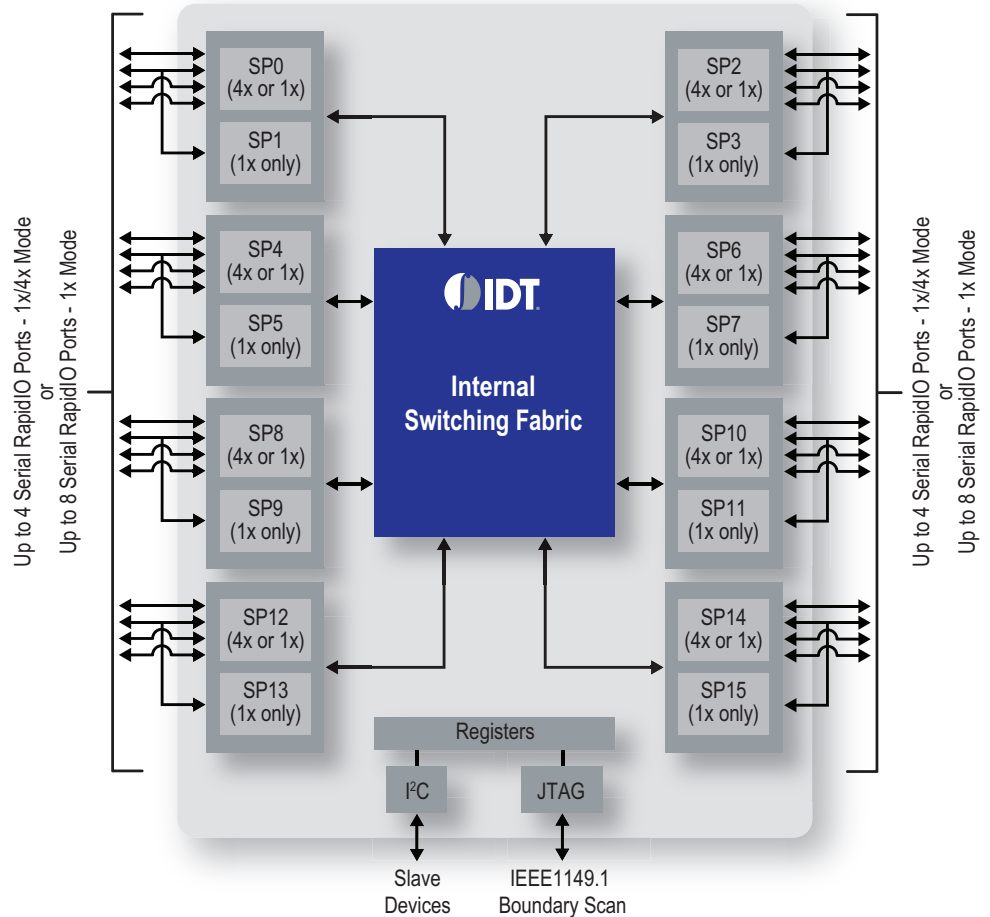 Up to 4 Serial RapidIO Ports - 1x/4x Mode
or
Up to 8 Serial RapidIO Ports - 1x Mode
SP0
(4x or 1x)
SP1
(1x only)
SP4
(4x or 1x)
SP5
(1x only)
SP8
(4x or 1x)
SP9
(1x only)
SP12
(4x or 1x)
SP13
(1x only)
IDT
Internal
Switching Fabric
SP2
(4x or 1x)
SP3
(1x only)
SP6
(4x or 1x)
SP7
(1x only)
SP10
(4x or 1x)
SP11
(1x only)
SP14
(4x or 1x)
SP15
(1x only)
Up to 4 Serial RapidIO Ports - 1x/4x Mode
or
Up to 8 Serial RapidIO Ports - 1x Mode
Registers
I²C
JTAG
Slave
Devices
IEEE1149.1
Boundary Scan